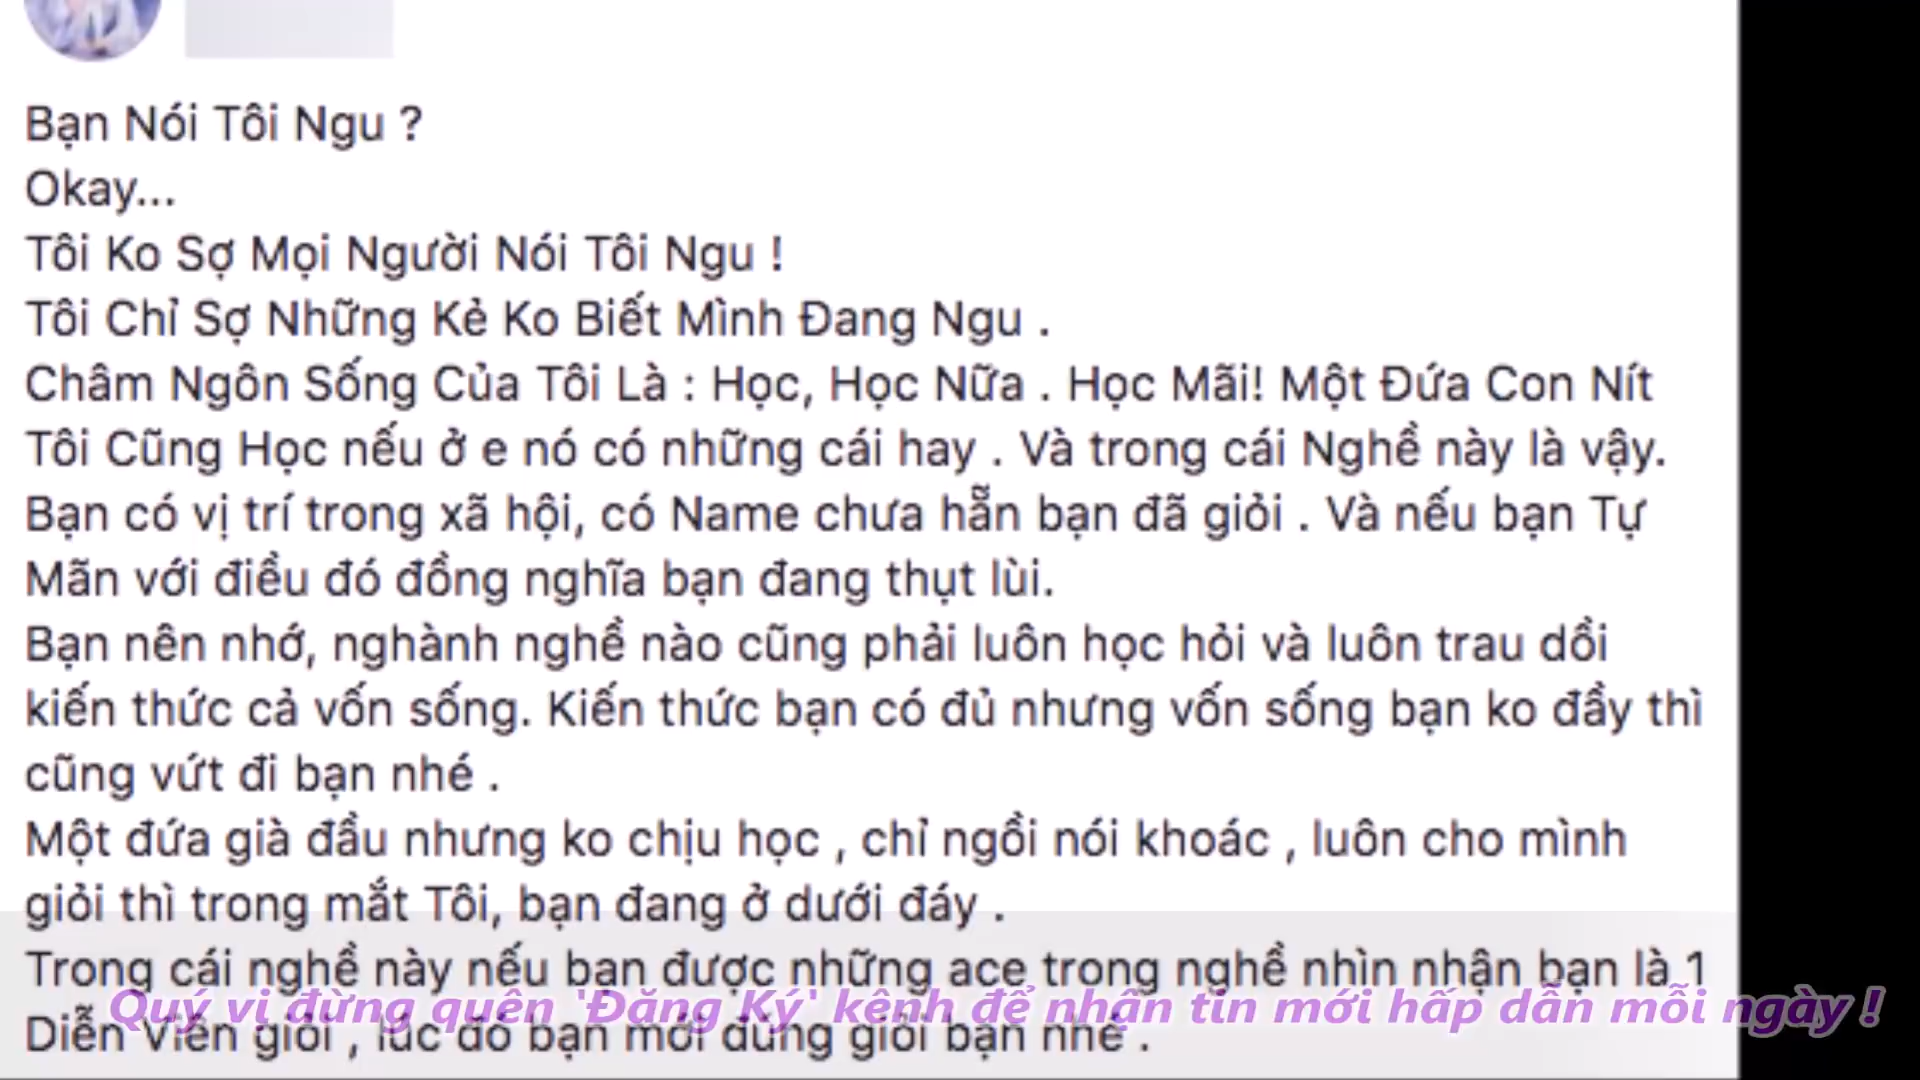 Bạn Nói Tôi Ngu ?
Okay...
Tôi Ko Sợ Mọi Người Nói Tôi Ngu !
Tôi Chỉ Sợ Những Kẻ Ko Biết Mình Đang Ngu .
Châm Ngôn Sống Của Tôi Là : Học, Học Nữa . Học Mãi! Một Đứa Con Nít
Tôi Cũng Học nếu ở e nó có những cái hay . Và trong cái Nghề này là vậy.
Bạn có vị trí trong xã hội, có Name chưa hẵn bạn đã giỏi . Và nếu bạn Tự
Mãn với điều đó đồng nghĩa bạn đang thụt lùi.
Bạn nên nhớ, nghành nghề nào cũng phải luôn học hỏi và luôn trau dồi
kiến thức cả vốn sống. Kiến thức bạn có đủ nhưng vốn sống bạn ko đầy thì
cũng vứt đi bạn nhé .
Một đứa già đầu nhưng ko chịu học , chỉ ngồi nói khoác , luôn cho mình
giỏi thì trong mắt Tôi, bạn đang ở dưới đáy .
Trong cái nghề này nếu bạn được những ace trong nghề nhìn nhận bạn là 1
Quý vị đừng quên 'Đăng Ký' kênh để nhận tin mới hấp dẫn mỗi ngày !
Diễn Viên giỏi , lúc đó bạn mới đúng giỏi bạn nhé .